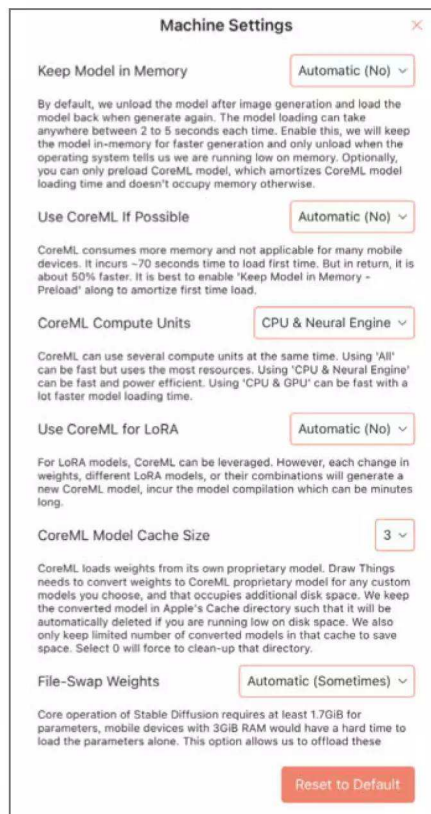 Machine Settings
Keep Model in Memory
Automatic (No)
By default, we unload the model after image generation and load the
model back when generate again. The model loading can take
anywhere between 2 to 5 seconds each time. Enable this, we will keep
the model in-memory for faster generation and only unload when the
operating system tells us we are running low on memory. Optionally,
you can only preload CoreML model, which amortizes CoreML model
loading time and doesn't occupy memory otherwise.
Use CoreML If Possible
Automatic (No)
CoreML consumes more memory and not applicable for many mobile
devices. It incurs ~70 seconds time to load first time. But in return, it is
about 50% faster. It is best to enable 'Keep Model in Memory -
Preload' along to amortize first time load.
CoreML Compute Units
CPU & Neural Engine
CoreML can use several compute units at the same time. Using 'All'
can be fast but uses the most resources. Using 'CPU & Neural Engine'
can be fast and power efficient. Using 'CPU & GPU' can be fast with a
lot faster model loading time.
Use CoreML for LoRA
Automatic (No)
For LoRA models, CoreML can be leveraged. However, each change in
weights, different LoRA models, or their combinations will generate a
new CoreML model, incur the model compilation which can be minutes
long.
CoreML Model Cache Size
3
CoreML loads weights from its own proprietary model. Draw Things
needs to convert weights to CoreML proprietary model for any custom
models you choose, and that occupies additional disk space. We keep
the converted model in Apple's Cache directory such that it will be
automatically deleted if you are running low on disk space. We also
only keep limited number of converted models in that cache to save
space. Select 0 will force to clean-up that directory.
File-Swap Weights
Automatic (Sometimes)
Core operation of Stable Diffusion requires at least 1.7GiB for
parameters, mobile devices with 3GiB RAM would have a hard time to
load the parameters alone. This option allows us to offload these
Reset to Default